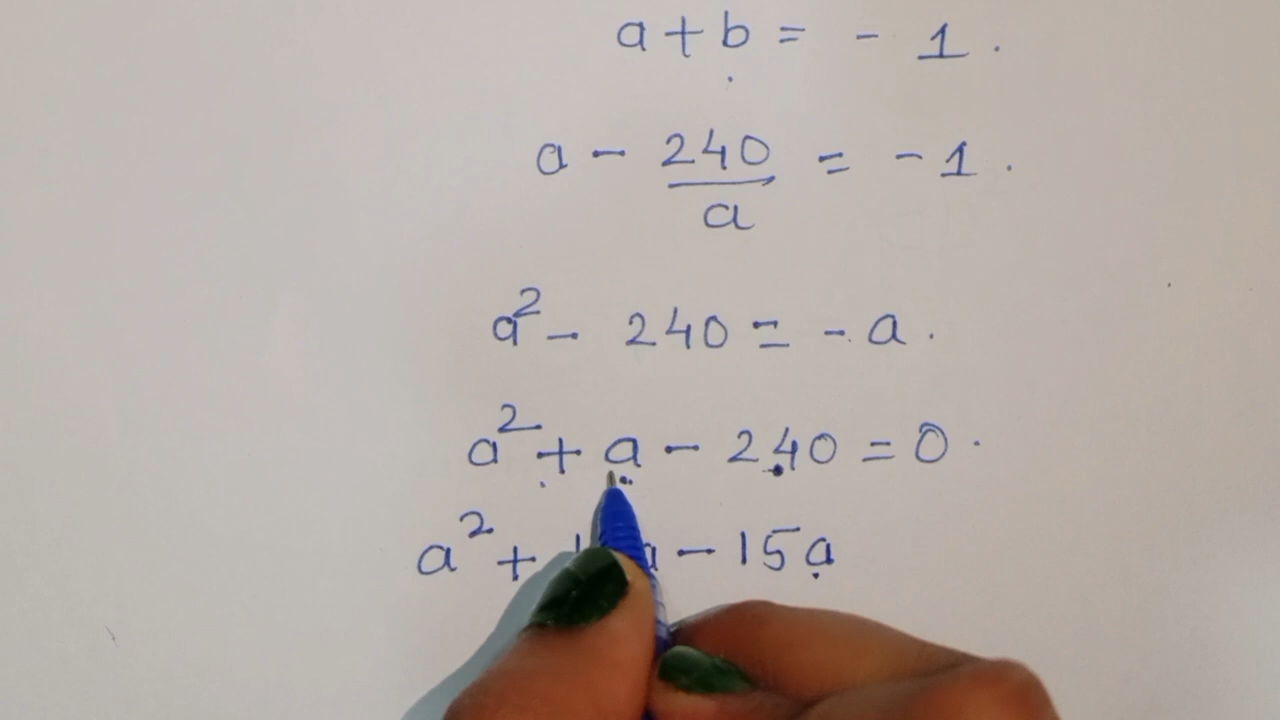 a + b = - 1 .
a - 240/a = - 1 .
a² - 240 = - a .
a² + a - 240 = 0 .
a² + a - 15a